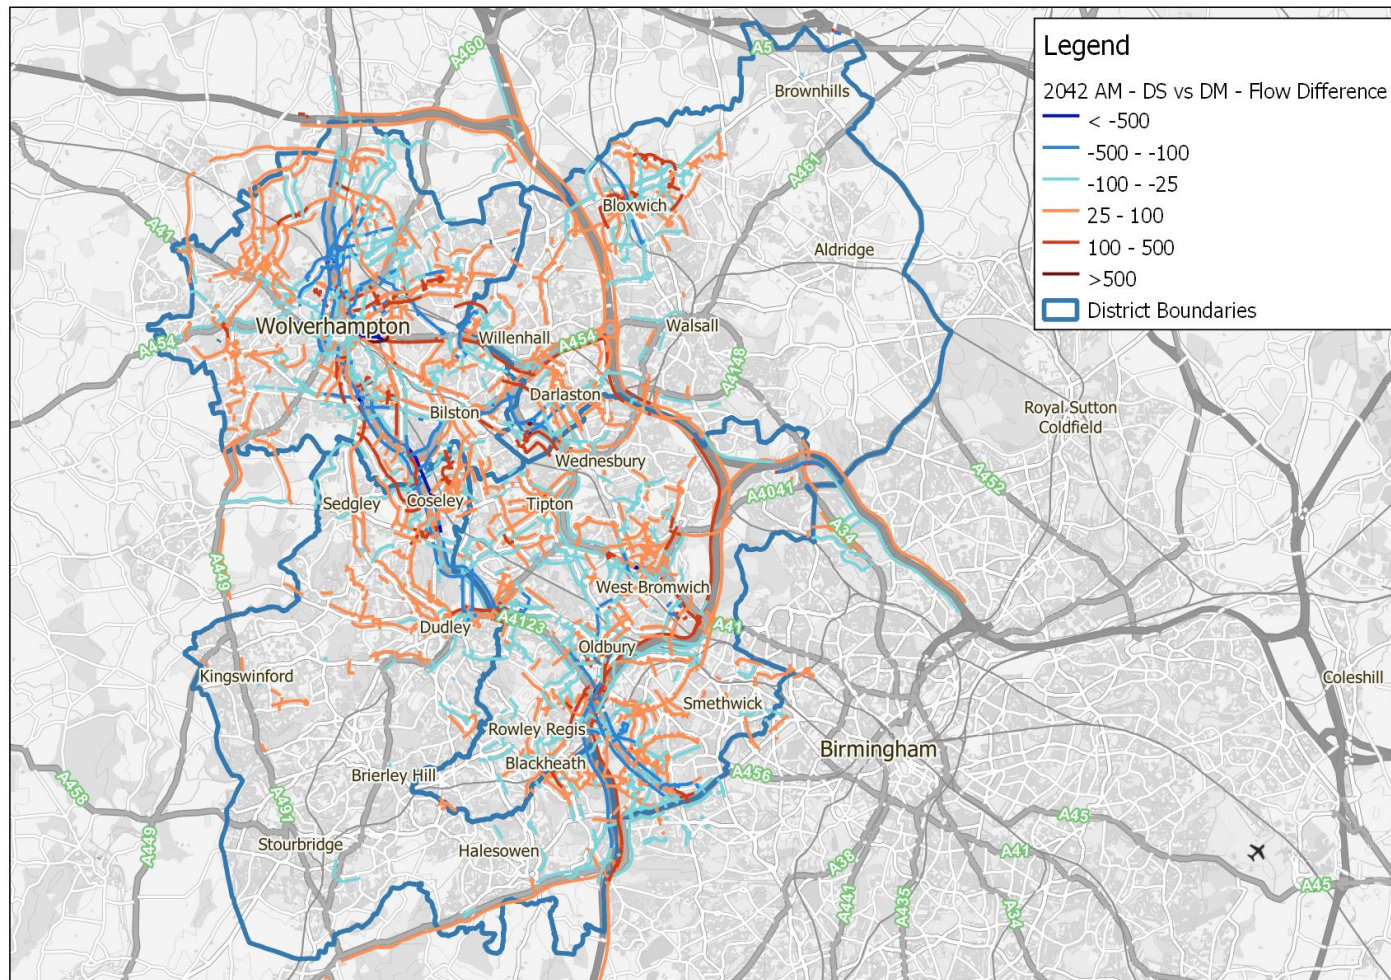 Legend
2042 AM - DS vs DM - Flow Difference
< -500
-500 - -100
-100 - -25
25 - 100
100 - 500
>500
District Boundaries
A460
A5
Brownhills
A461
Bloxwich
A41
Aldridge
Wolverhampton
Willenhall
Walsall
A454
A454
A4148
Darlaston
Bilston
Royal Sutton
Coldfield
Wednesbury
A452
Sedgley
Coseley
Tipton
A4041
A34
A449
West Bromwich
Dudley
A4123
A41
Oldbury
Kingswinford
Coleshill
Smethwick
Rowley Regis
Birmingham
Blackheath
Brierley Hill
A456
A458
A491
A45
A449
Stourbridge
Halesowen
A38
A41
A45
A441
A435
A34